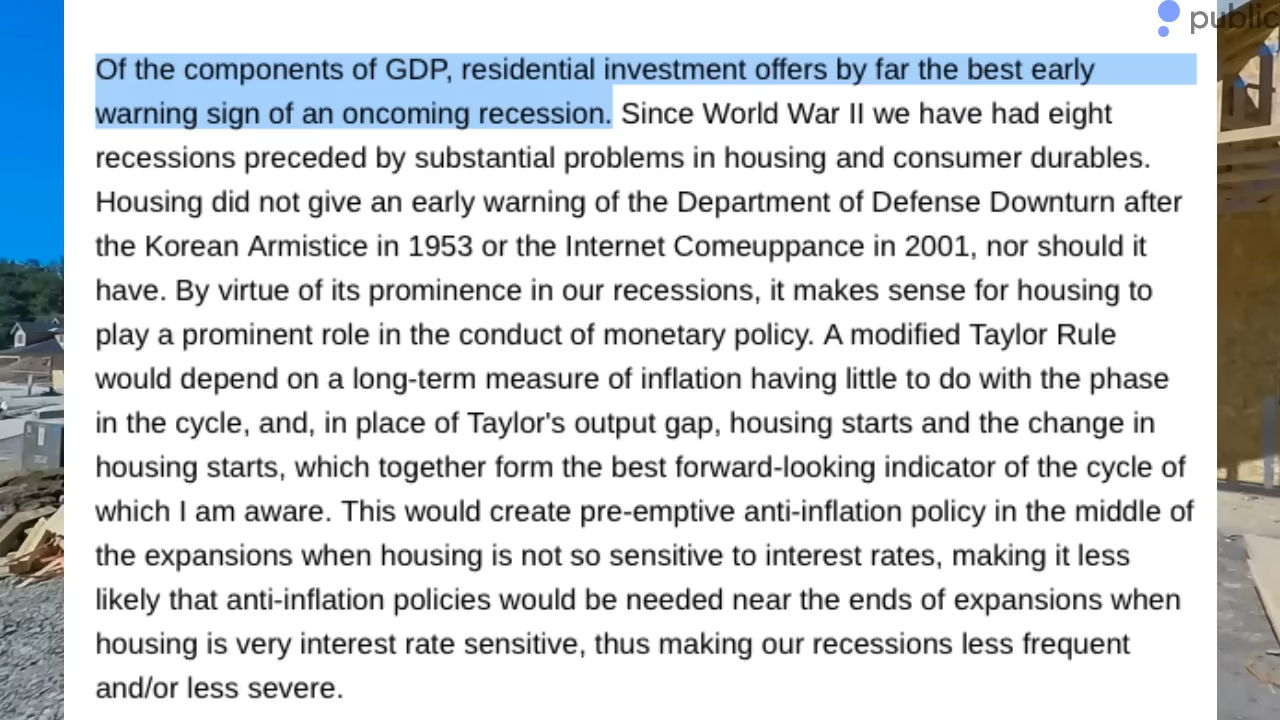 public
Of the components of GDP, residential investment offers by far the best early
warning sign of an oncoming recession. Since World War II we have had eight
recessions preceded by substantial problems in housing and consumer durables.
Housing did not give an early warning of the Department of Defense Downturn after
the Korean Armistice in 1953 or the Internet Comeuppance in 2001, nor should it
have. By virtue of its prominence in our recessions, it makes sense for housing to
play a prominent role in the conduct of monetary policy. A modified Taylor Rule
would depend on a long-term measure of inflation having little to do with the phase
in the cycle, and, in place of Taylor's output gap, housing starts and the change in
housing starts, which together form the best forward-looking indicator of the cycle of
which I am aware. This would create pre-emptive anti-inflation policy in the middle of
the expansions when housing is not so sensitive to interest rates, making it less
likely that anti-inflation policies would be needed near the ends of expansions when
housing is very interest rate sensitive, thus making our recessions less frequent
and/or less severe.